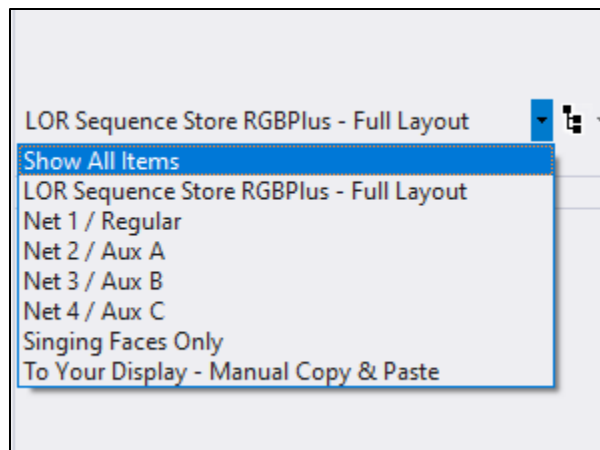 LOR Sequence Store RGBPlus - Full Layout
Show All Items
LOR Sequence Store RGBPlus - Full Layout
Net 1 / Regular
Net 2 / Aux A
Net 3 / Aux B
Net 4 / Aux C
Singing Faces Only
To Your Display - Manual Copy & Paste